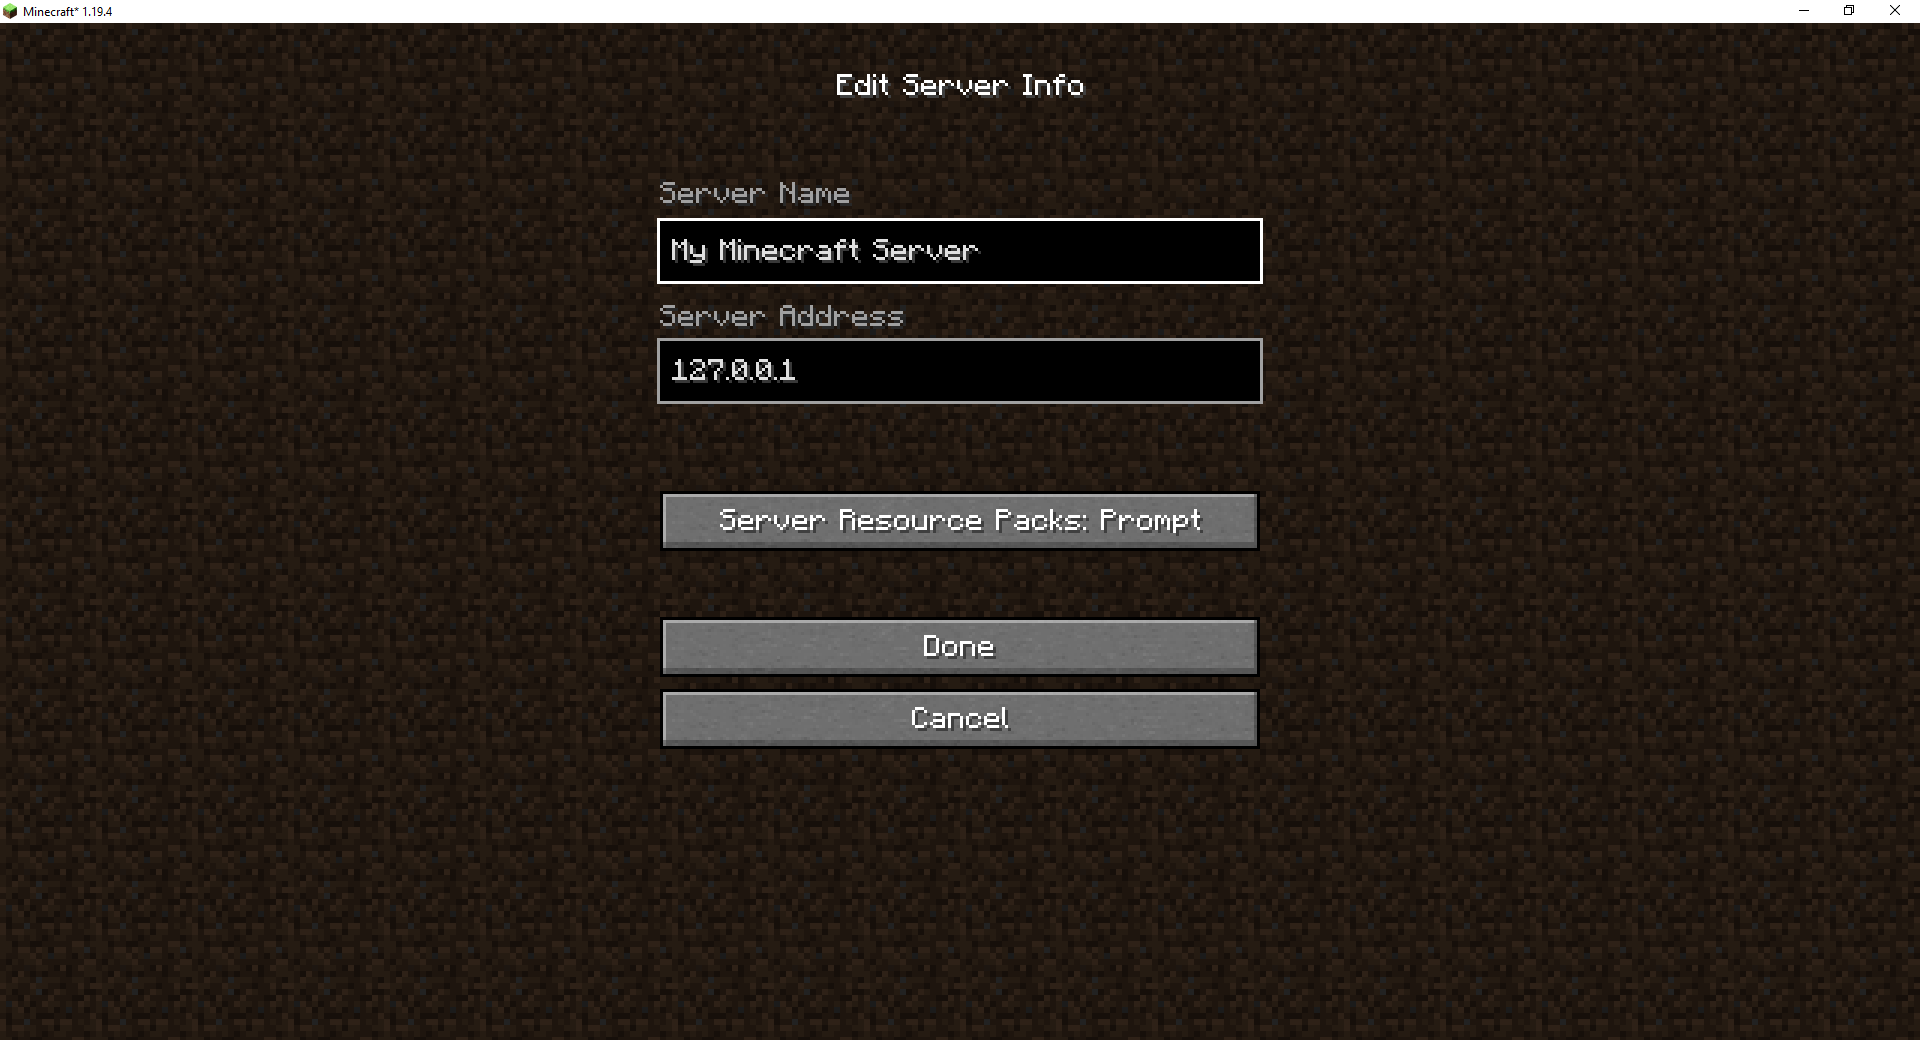 Minecraft* 1.19.4
Edit Server Info
Server Name
My Minecraft Server
Server Address
127.0.0.1
Server Resource Packs: Prompt
Done
Cancel